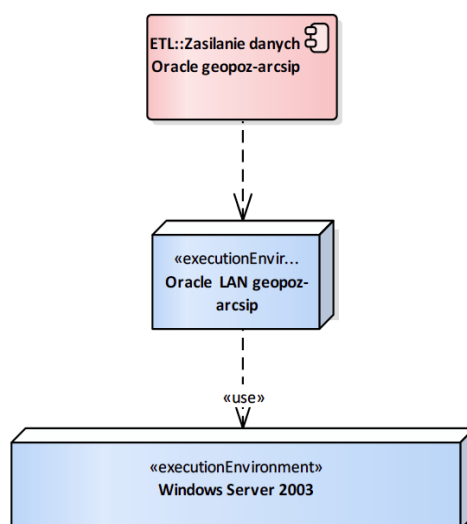 ETL::Zasilanie danych
Oracle geopoz-arcsip
«executionEnvir...
Oracle LAN geopoz-
arcsip
«use»
«executionEnvironment»
Windows Server 2003